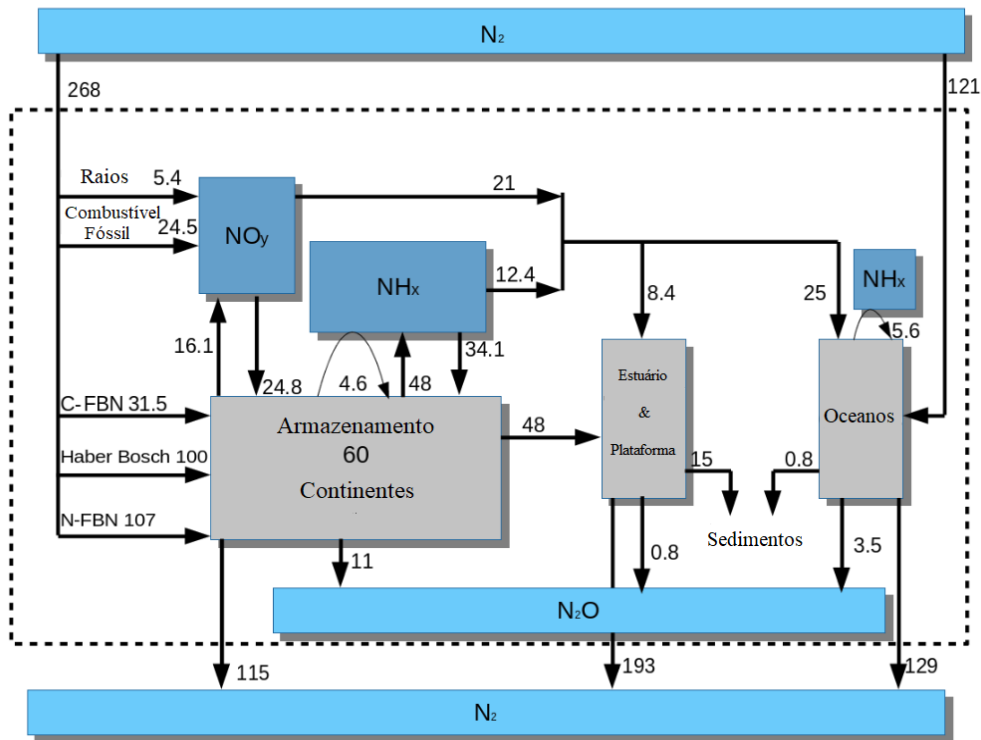 N₂
268
121
Raios 5.4
Combustível
Fóssil 24.5
NOy
21
NHx
12.4
NHx
8.4
25
5.6
16.1
24.8
4.6
48
34.1
C-FBN 31.5
Haber Bosch 100
N-FBN 107
Armazenamento
60
Continentes
48
Estuário
&
Plataforma
Oceanos
15
0.8
Sedimentos
11
0.8
3.5
N₂O
115
193
129
N₂